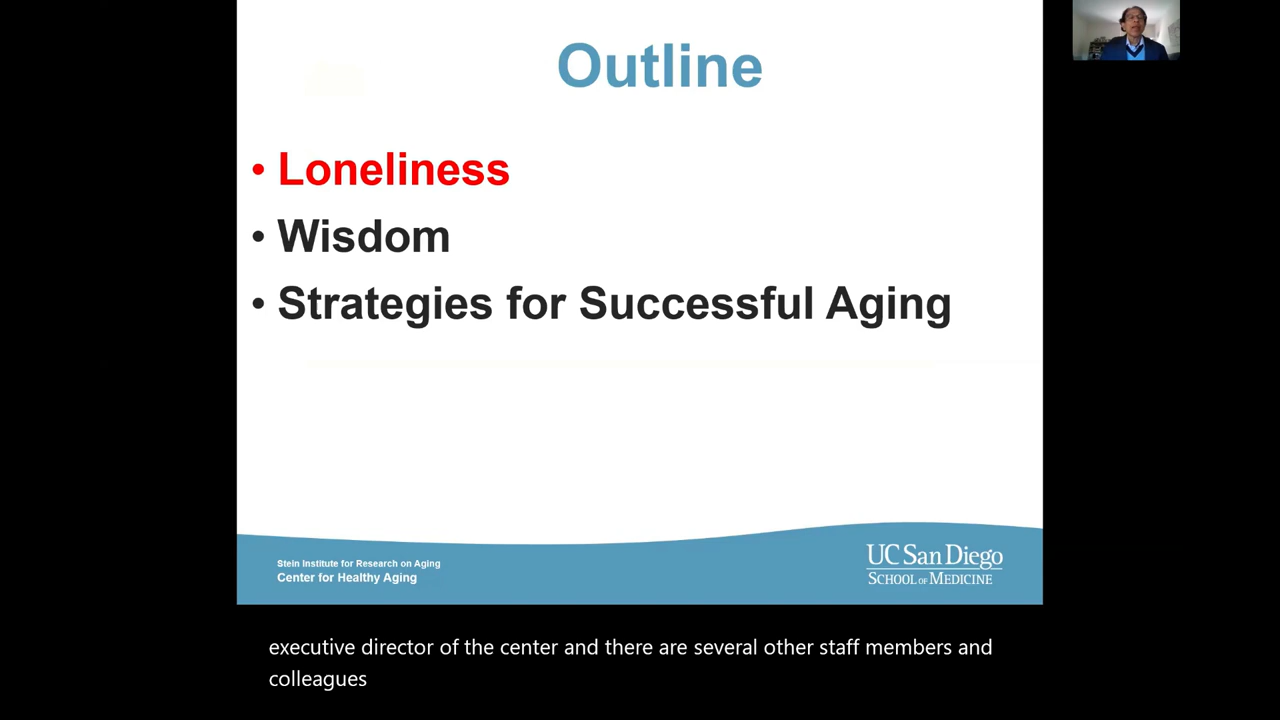 Outline
• Loneliness
• Wisdom
• Strategies for Successful Aging
Stein Institute for Research on Aging
Center for Healthy Aging
UC San Diego
SCHOOL OF MEDICINE
executive director of the center and there are several other staff members and
colleagues